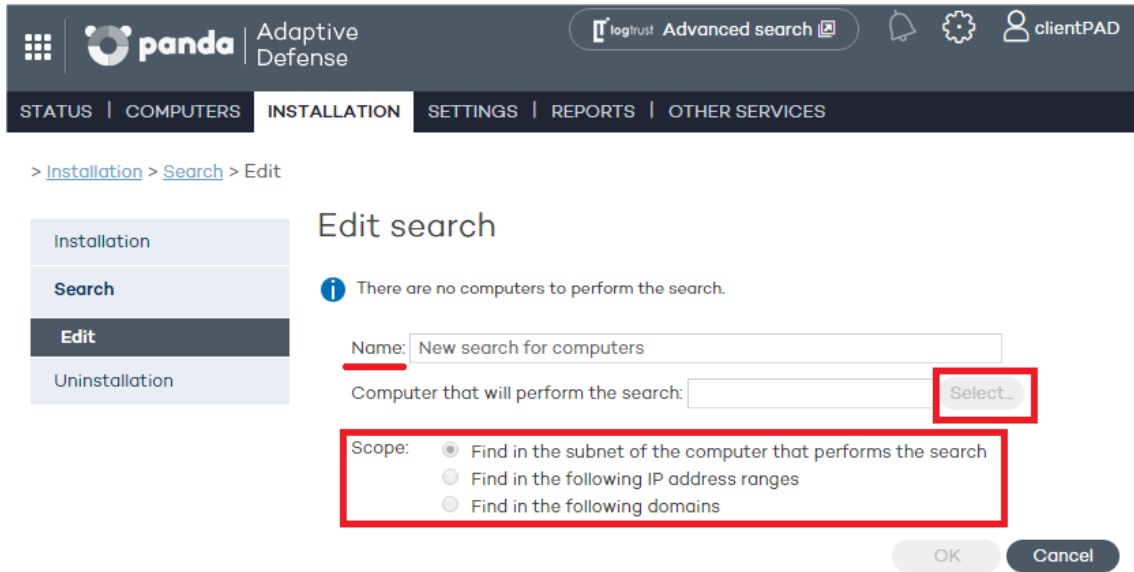 panda Adaptive Defense
logtrust Advanced search
clientPAD
STATUS | COMPUTERS INSTALLATION SETTINGS | REPORTS | OTHER SERVICES
> Installation > Search > Edit
Installation
Search
Edit
Uninstallation
Edit search
There are no computers to perform the search.
Name: New search for computers
Computer that will perform the search: Select...
Scope: Find in the subnet of the computer that performs the search
Find in the following IP address ranges
Find in the following domains
OK Cancel